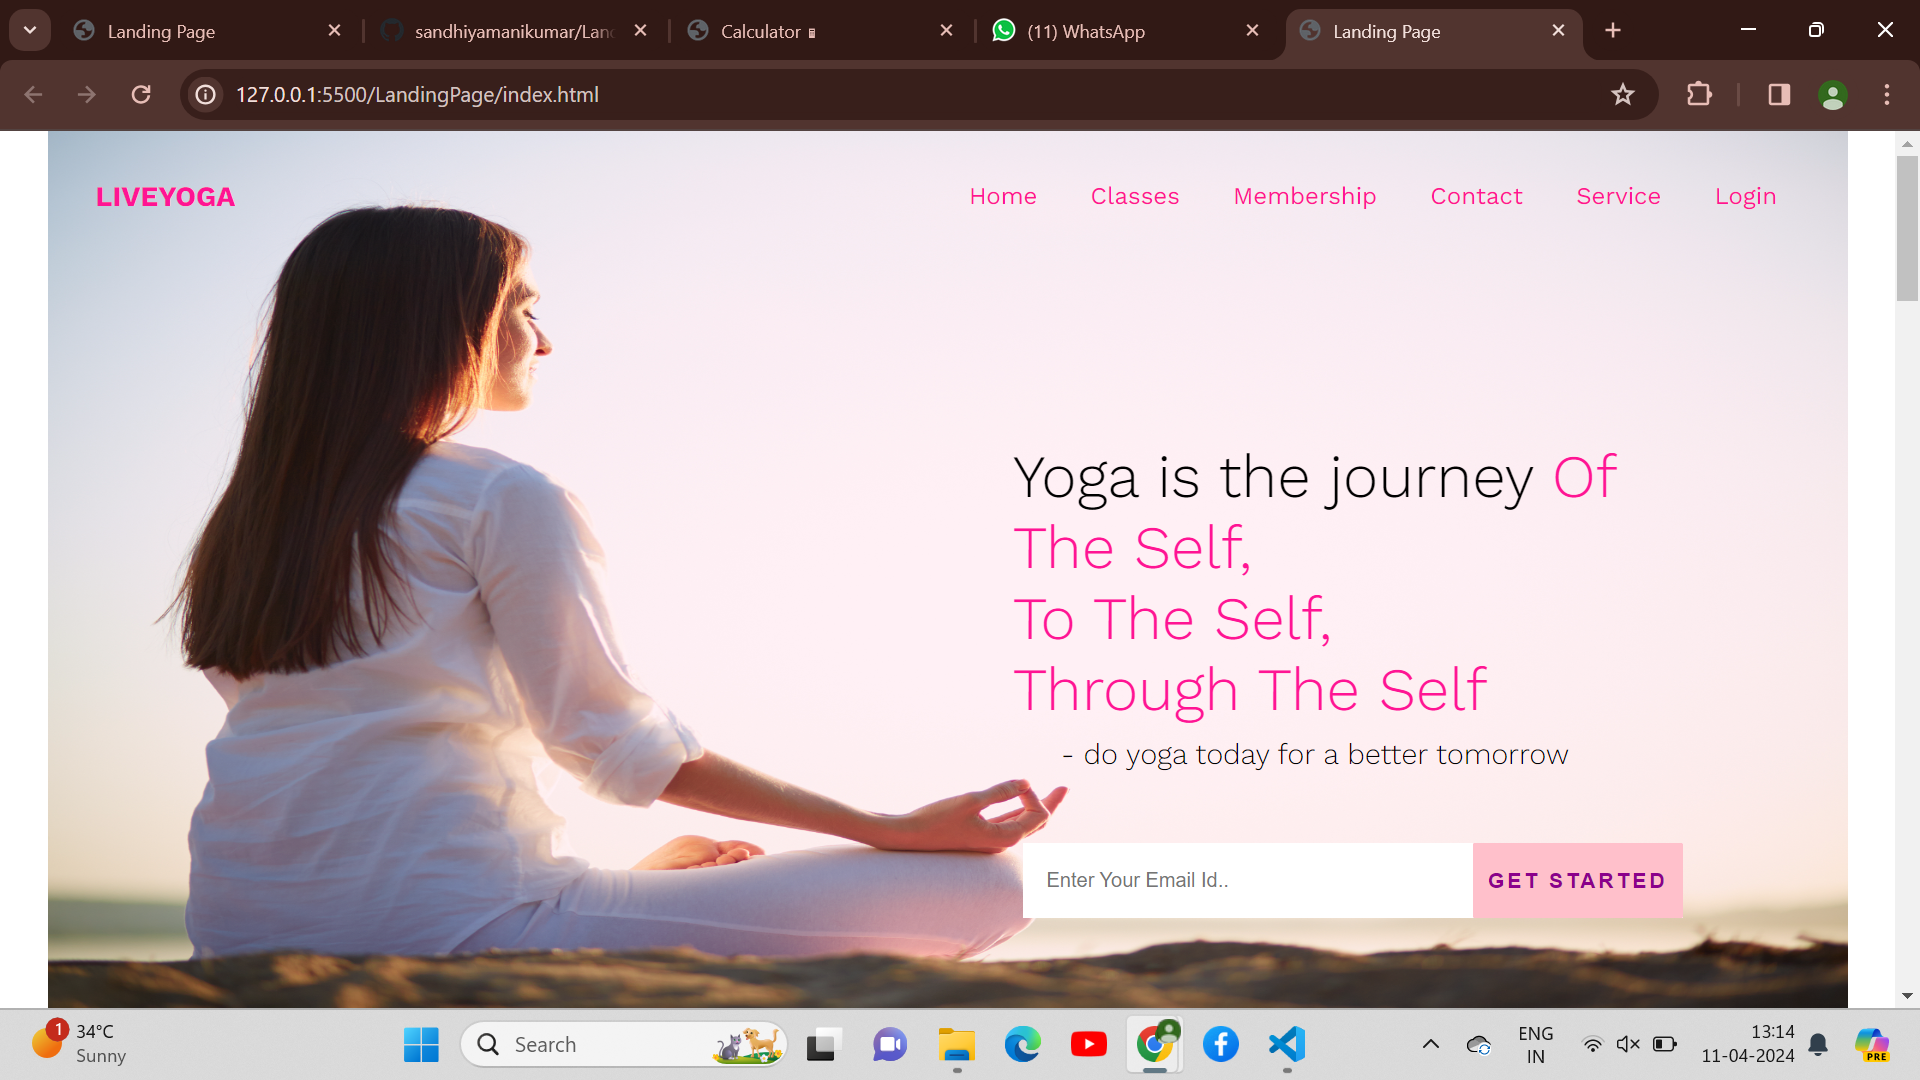 Landing Page
sandhiyamanikumar/Lan
Calculator
(11) WhatsApp
Landing Page
127.0.0.1:5500/LandingPage/index.html
LIVEYOGA
Home Classes Membership Contact Service Login
Yoga is the journey Of
The Self,
To The Self,
Through The Self
- do yoga today for a better tomorrow
Enter Your Email Id..
GET STARTED
1
34°C
Sunny
Search
ENG
IN
13:14
11-04-2024
PRE